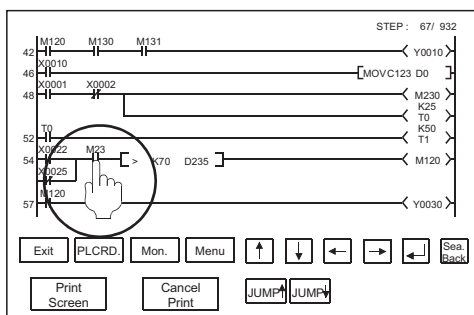 STEP : 67/ 932
M120 M130 M131
42 Y0010
X0010
46 MOVC123 D0
X0001 X0002
48 M230
K25
T0
T0 K50
52 T1
X0022 M23
54 > K70 D235 M120
X0025
M120
57 Y0030
Exit PLCRD. Mon. Menu Sea. Back
Print Screen Cancel Print JUMP JUMP